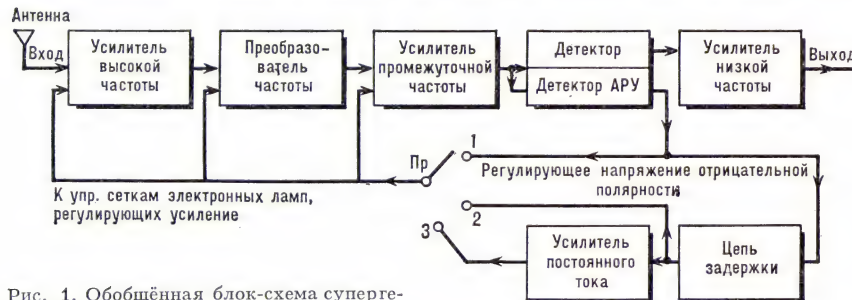 Антенна
Вход
Усилитель
высокой
частоты
Преобразо-
ватель
частоты
Усилитель
промежуточной
частоты
Детектор
Детектор АРУ
Усилитель
низкой
частоты
Выход
Пр
1
Регулирующее напряжение отрицательной
полярности
К упр. сеткам электронных ламп,
регулирующих усиление
2
3
Усилитель
постоянного
тока
Цепь
задержки
Рис. 1. Обобщённая блок-схема суперге-